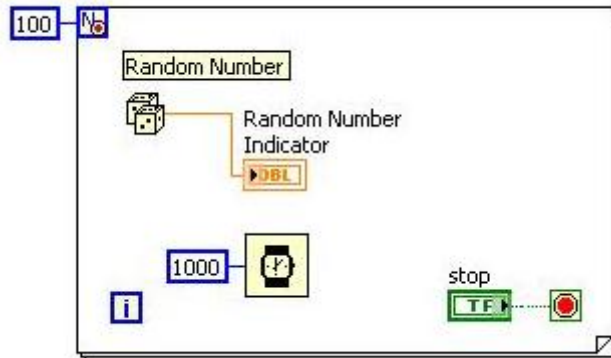 100
N
Random Number
Random Number
Indicator
DBL
1000
i
stop
TF